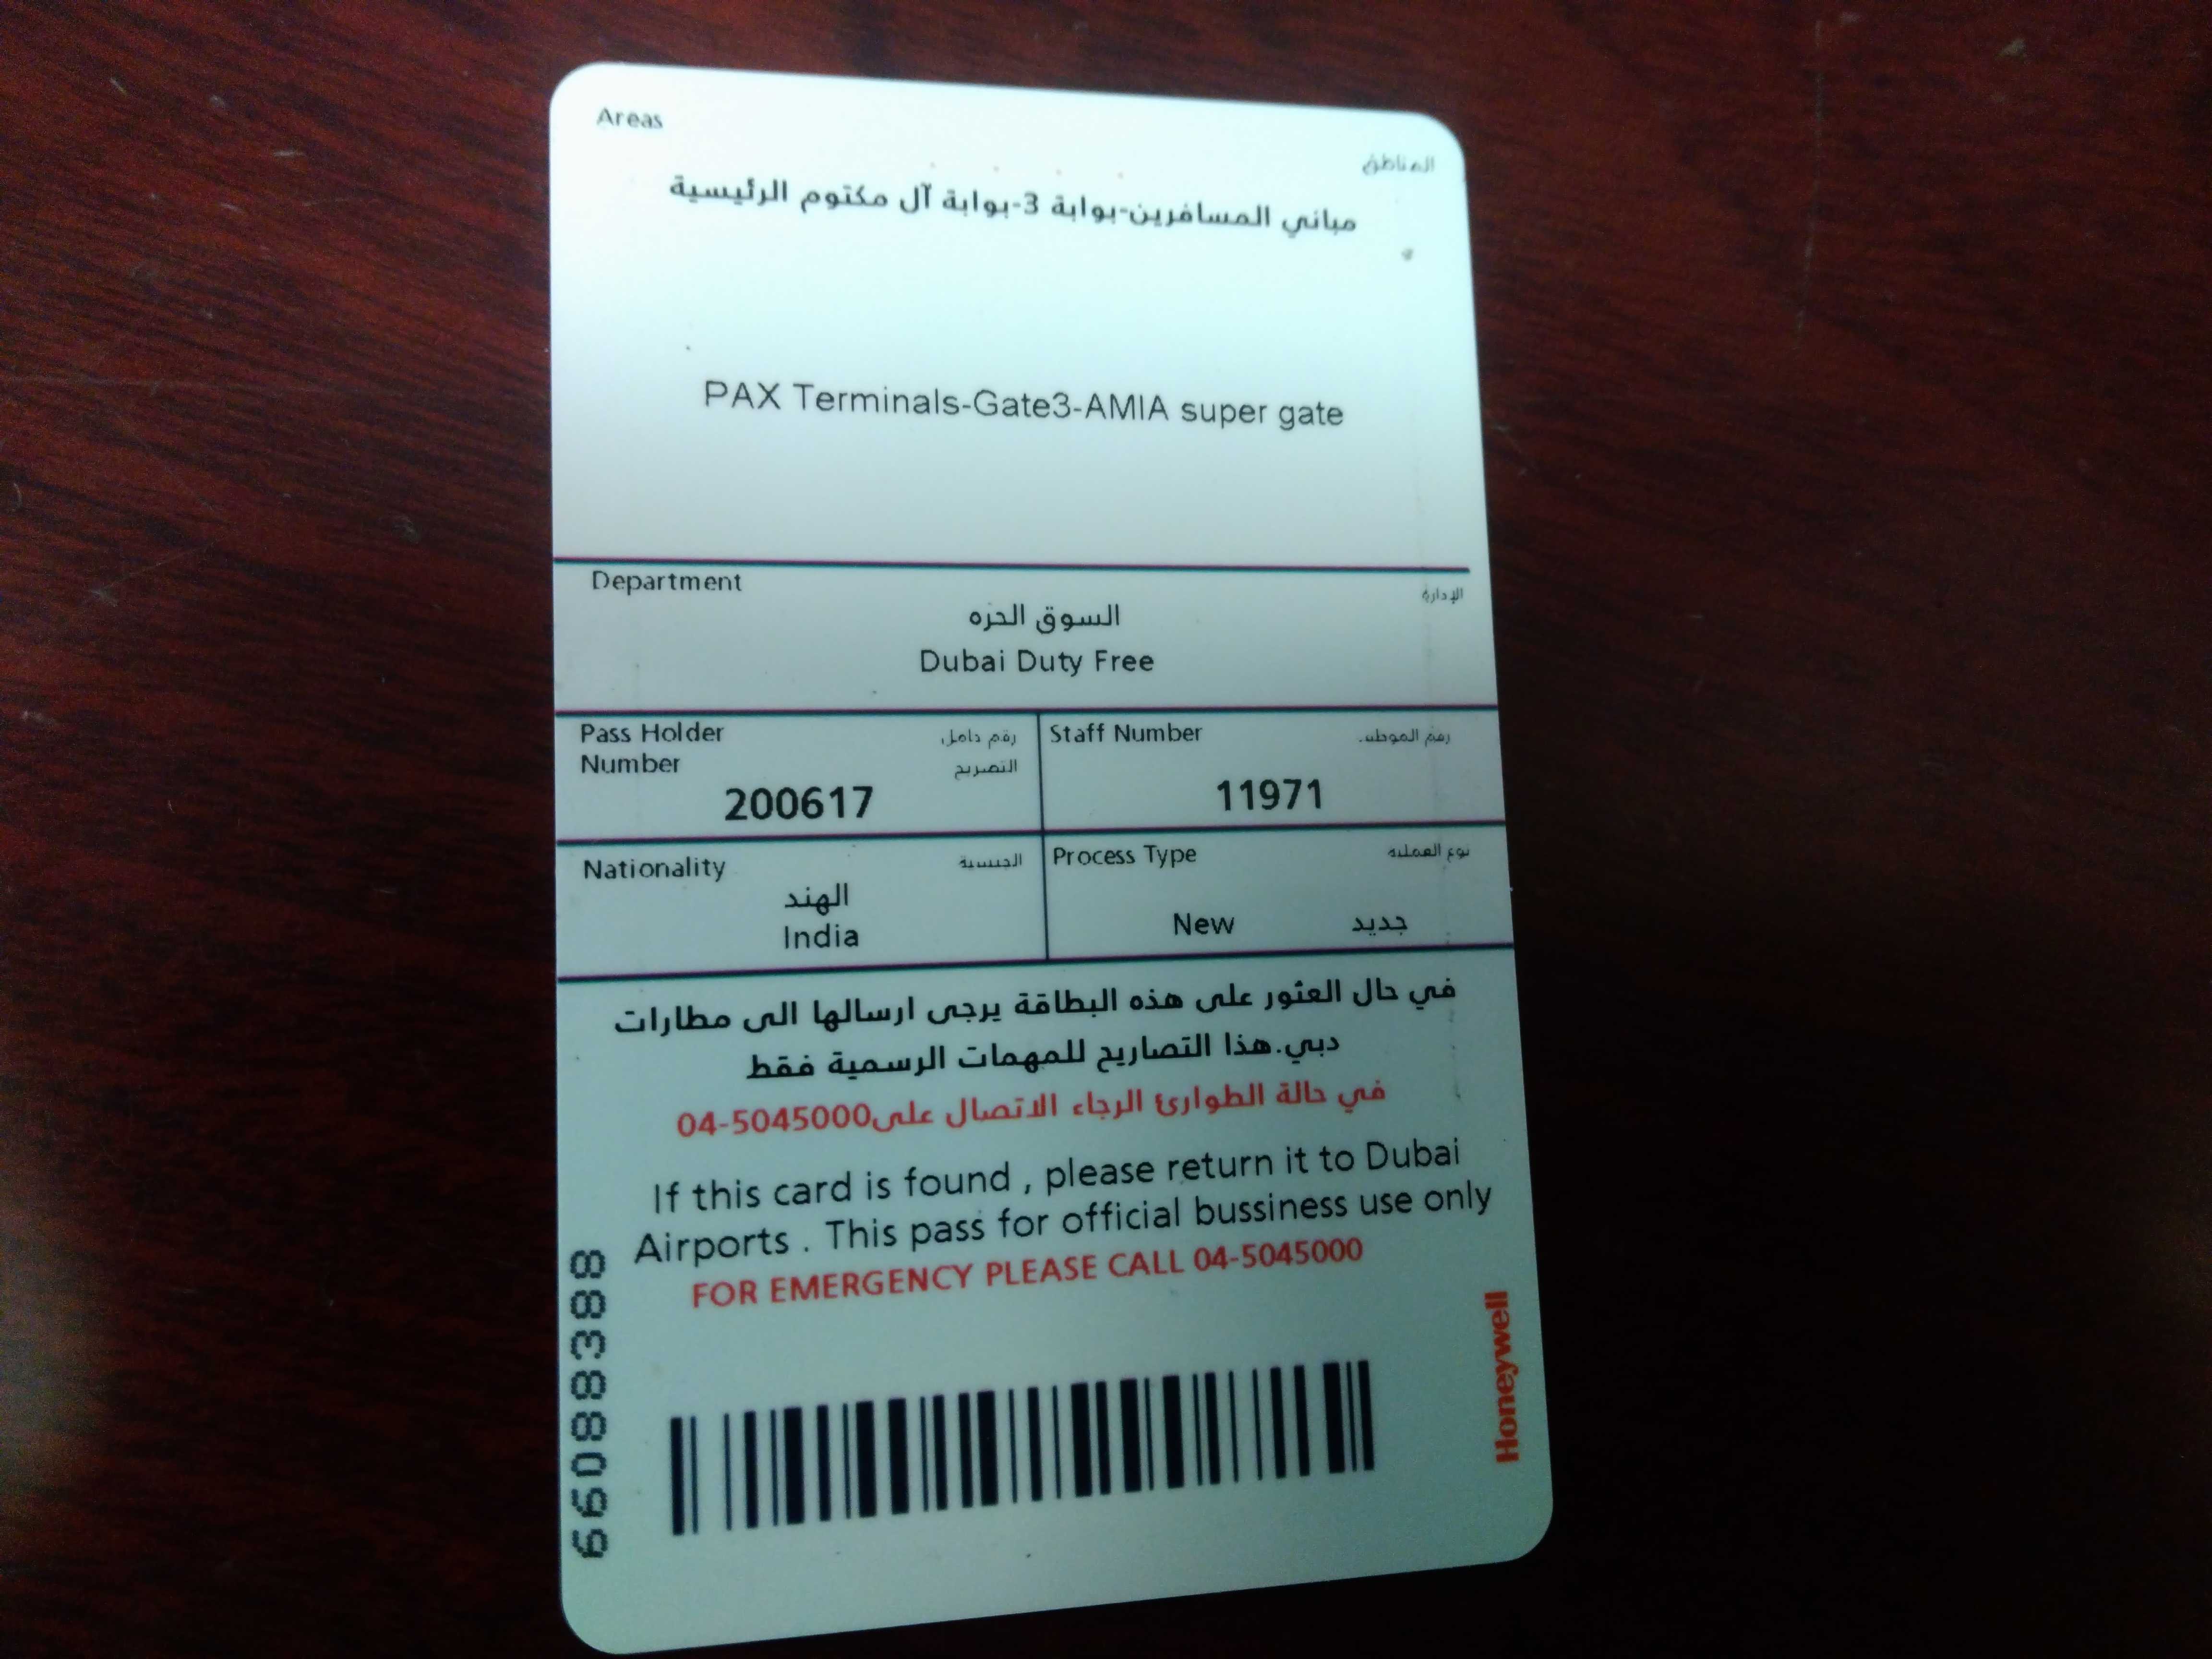 Areas
المناطق
مباني المسافرين-بوابة 3-بوابة آل مكتوم الرئيسية
PAX Terminals-Gate3-AMIA super gate
Department
الإدارة
السوق الحره
Dubai Duty Free
Pass Holder
Number
رقم حامل
التصريح
200617
Staff Number
رقم الموظف
11971
Nationality
الجنسية
الهند
India
Process Type
نوع العملية
New جديد
في حال العثور على هذه البطاقة يرجى ارسالها الى مطارات
دبي.هذا التصاريح للمهمات الرسمية فقط
في حالة الطوارئ الرجاء الاتصال على04-5045000
If this card is found , please return it to Dubai
Airports . This pass for official bussiness use only
FOR EMERGENCY PLEASE CALL 04-5045000
66088388
Honeywell